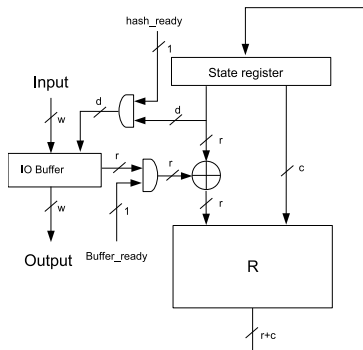 hash_ready
1
Input
State register
d
d
w
r
IO Buffer
r
r
c
w
1
r
Output
Buffer_ready
R
r+c